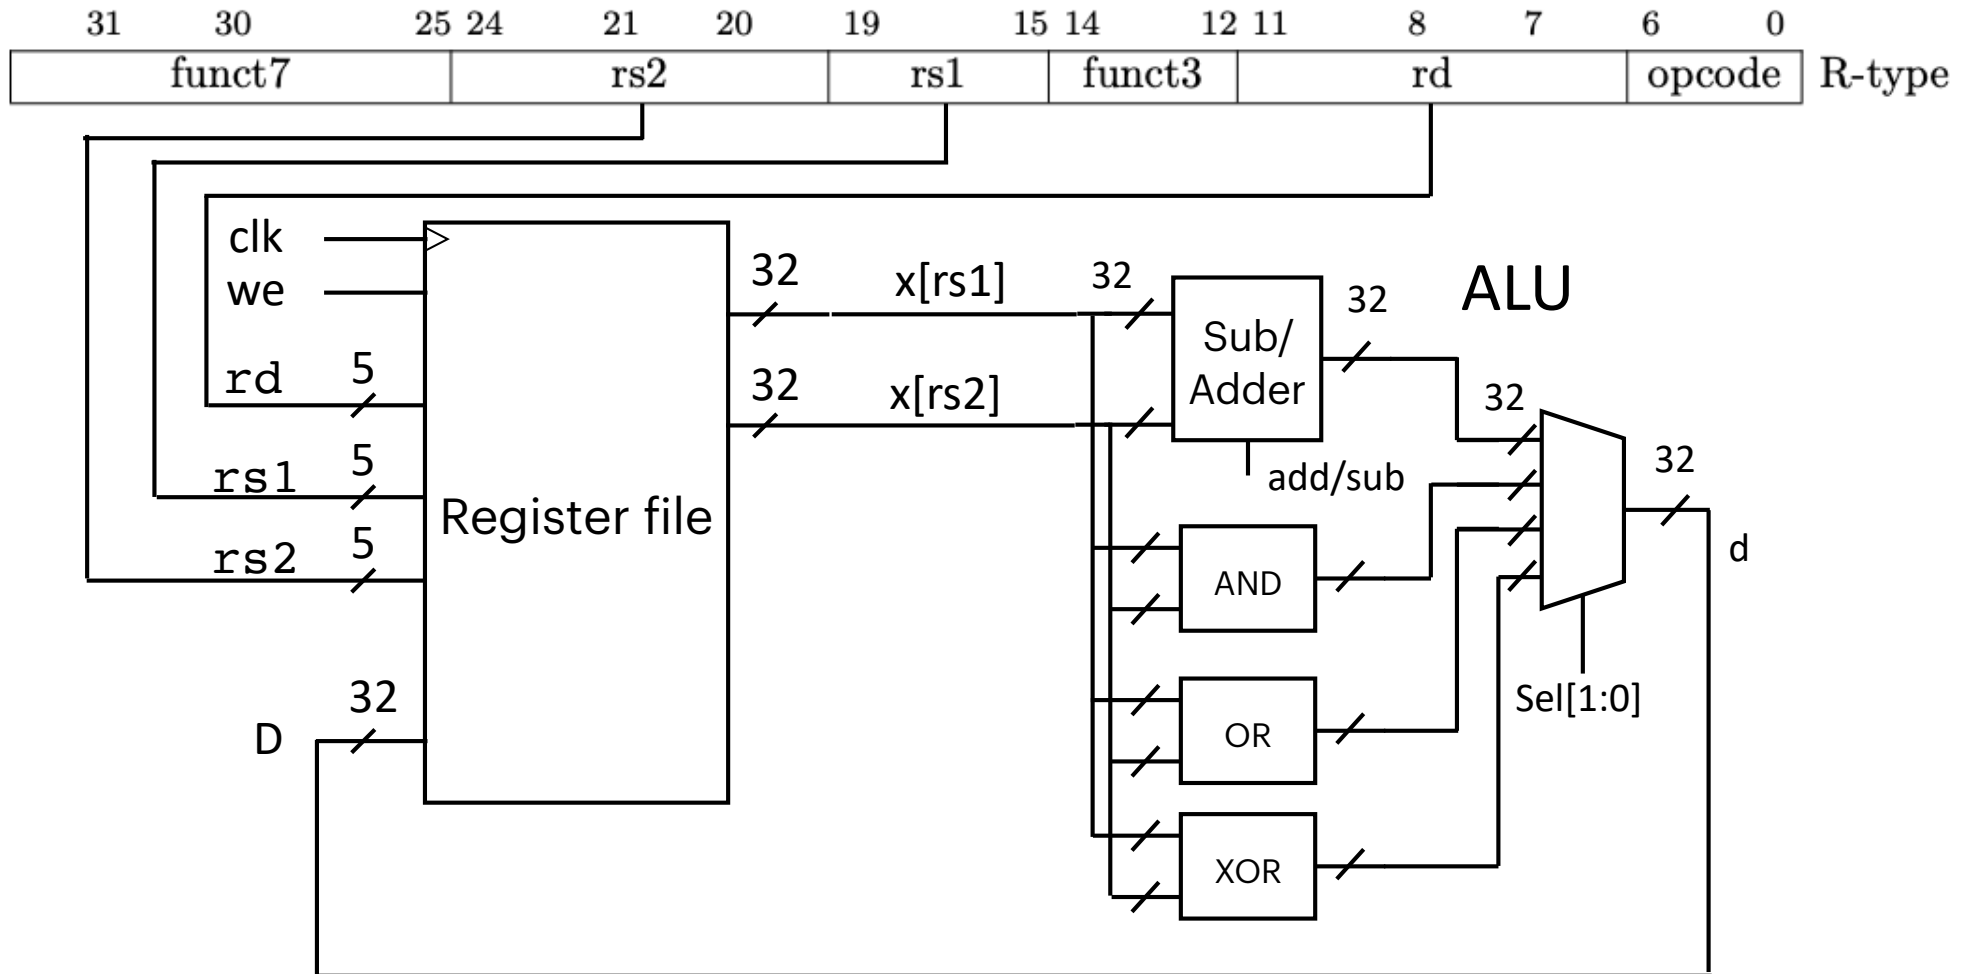 31 30 25 24 21 20 19 15 14 12 11 8 7 6 0
funct7 rs2 rs1 funct3 rd opcode R-type
clk
we
rd 5
rs1 5
rs2 5
D 32
Register file
32 x[rs1] 32
32 x[rs2]
Sub/
Adder
add/sub
32
ALU
AND
OR
XOR
32
Sel[1:0]
32
d